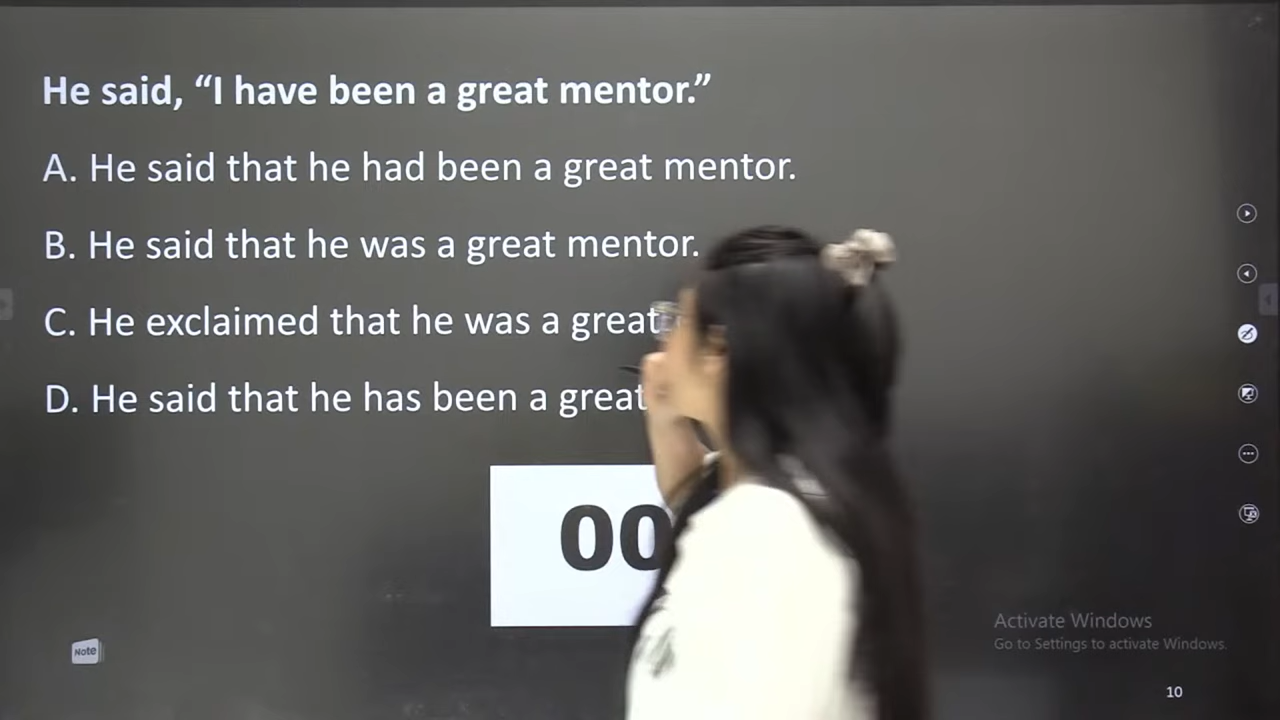 He said, “I have been a great mentor.”
A. He said that he had been a great mentor.
B. He said that he was a great mentor.
C. He exclaimed that he was a great
D. He said that he has been a great
00
Note
Activate Windows
Go to Settings to activate Windows.
10